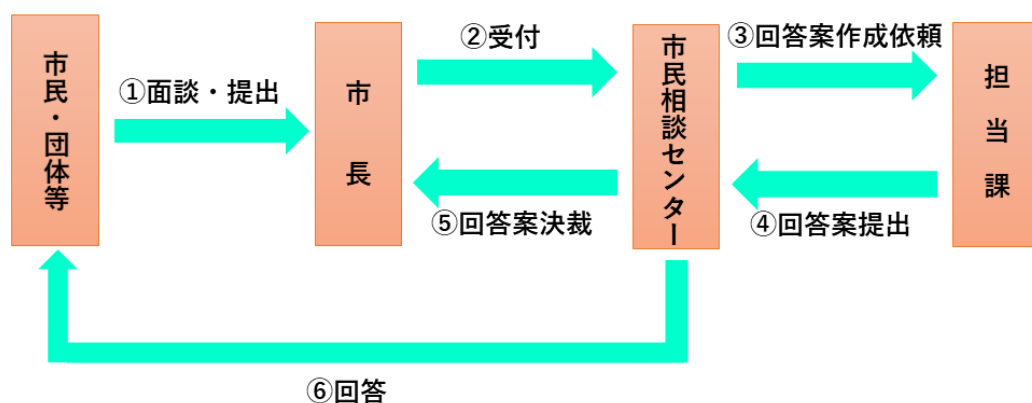 市民・団体等
①面談・提出
市長
②受付
⑤回答案決裁
市民相談センター
③回答案作成依頼
④回答案提出
担当課
⑥回答